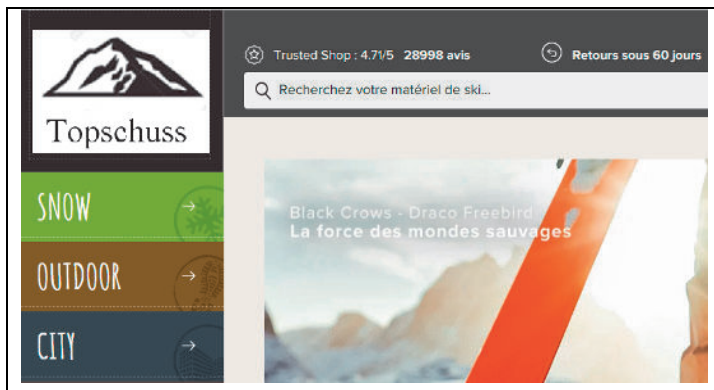 Trusted Shop : 4.71/5 28998 avis
Retours sous 60 jours
Recherchez votre matériel de ski...
Topschuss
SNOW
OUTDOOR
CITY
Black Crows - Draco Freebird
La force des mondes sauvages